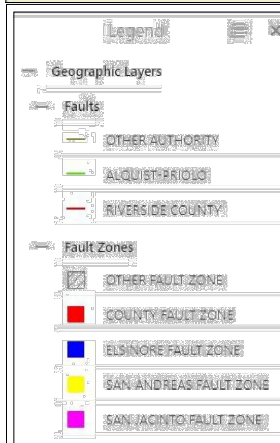 Legend
Geographic Layers
Faults
OTHER AUTHORITY
ALQUIST-PRIOLO
RIVERSIDE COUNTY
Fault Zones
OTHER FAULT ZONE
COUNTY FAULT ZONE
ELSINORE FAULT ZONE
SAN ANDREAS FAULT ZONE
SAN JACINTO FAULT ZONE